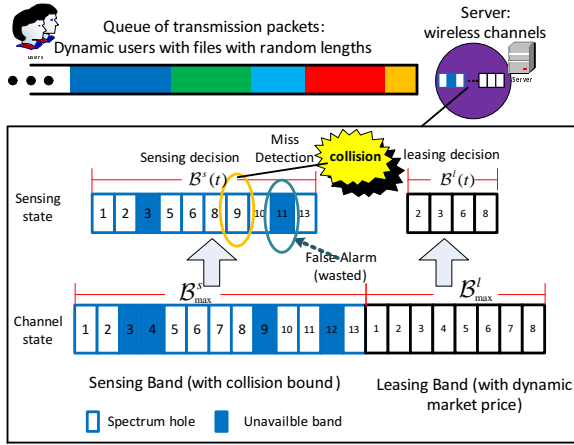 Queue of transmission packets:
Dynamic users with files with random lengths
Server:
wireless channels
users
Server
Sensing decision
Miss
Detection
collision
leasing decision
B^s(t)
B^l(t)
Sensing
state
1 2 3 5 6 8 9 10 11 13
2 3 6 8
False Alarm
(wasted)
B^s_max
B^l_max
Channel
state
1 2 3 4 5 6 7 8 9 10 11 12 13 1 2 3 4 5 6 7 8
Sensing Band (with collision bound )
Leasing Band (with dynamic
market price)
Spectrum hole
Unavailble band